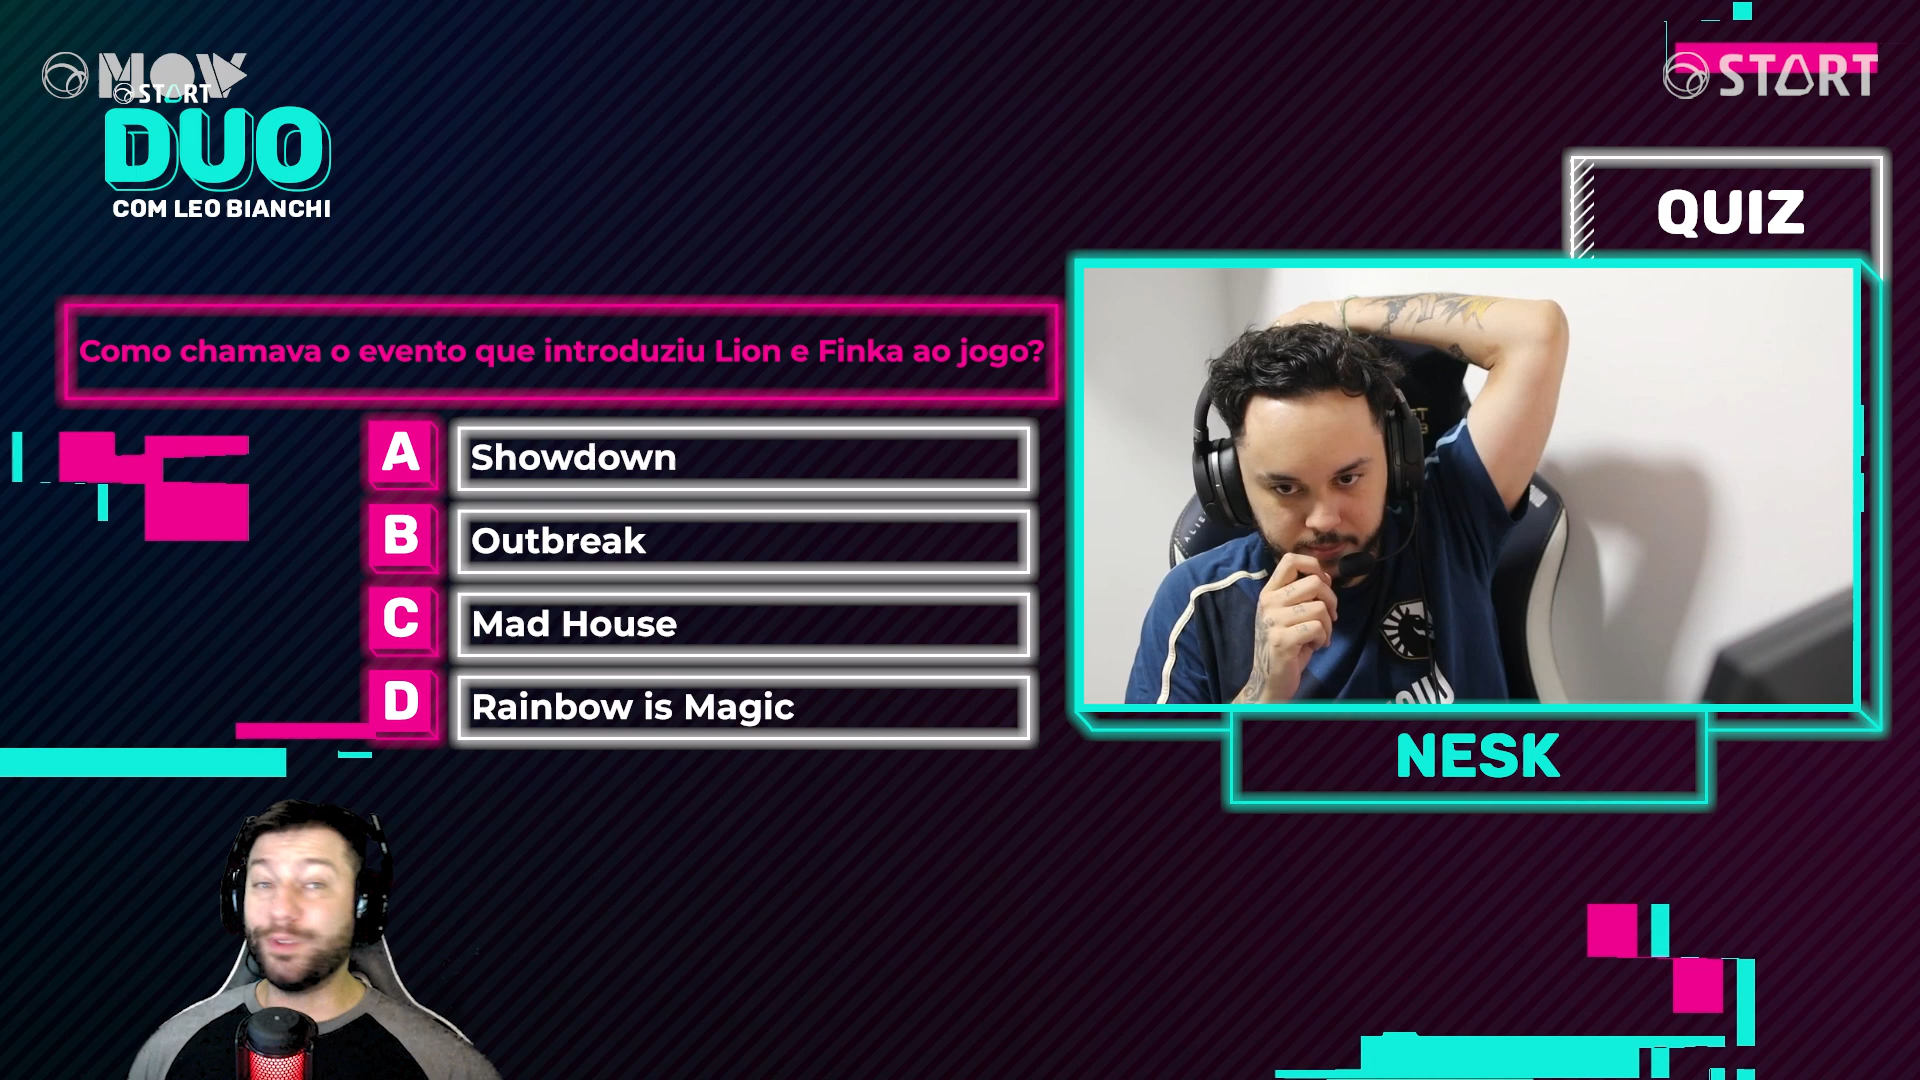 MOV
START
START
DUO
COM LEO BIANCHI
QUIZ
Como chamava o evento que introduziu Lion e Finka ao jogo?
A Showdown
B Outbreak
C Mad House
D Rainbow is Magic
NESK